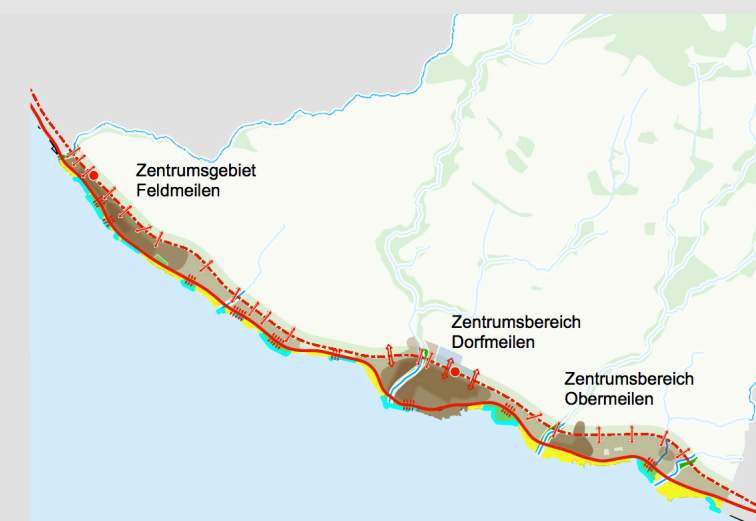 Zentrumsgebiet
Feldmeilen
Zentrumsbereich
Dorfmeilen
Zentrumsbereich
Obermeilen